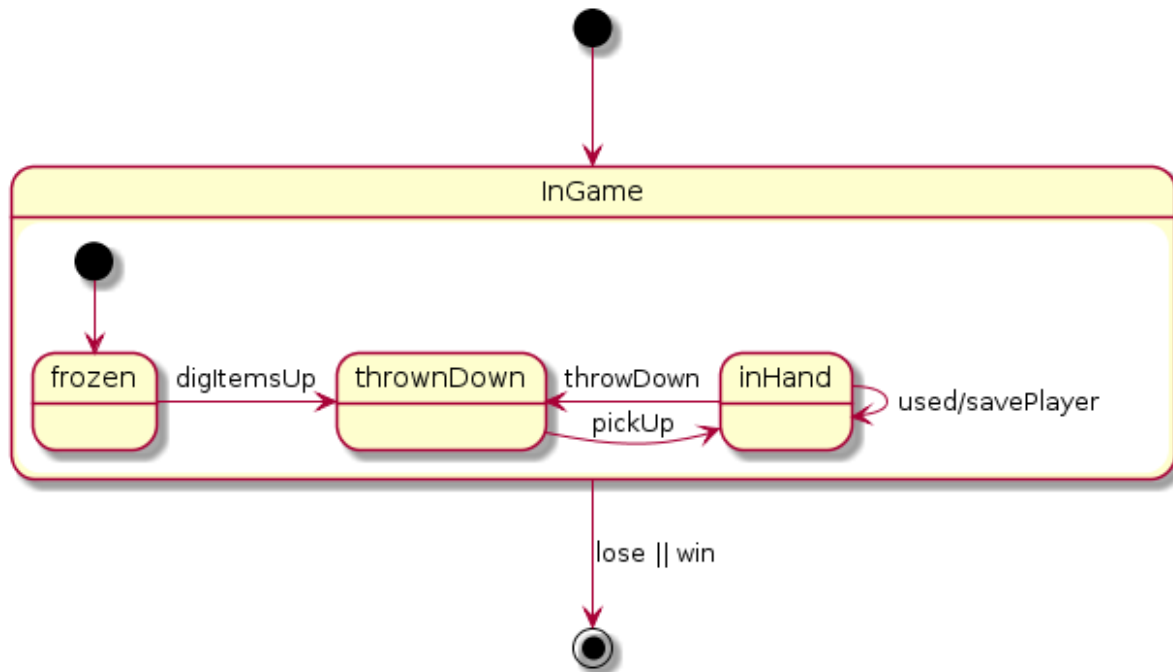 InGame
frozen
digItemsUp
thrownDown
throwDown
pickUp
inHand
used/savePlayer
lose || win